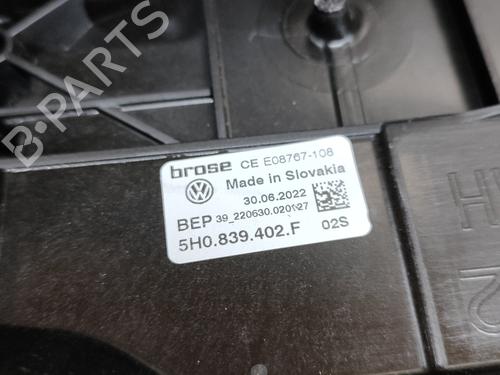 brose CE E08767-108
Made in Slovakia
30.06.2022
BEP 39_220630.020127
5H0.839.402.F 02S
B-PARTS